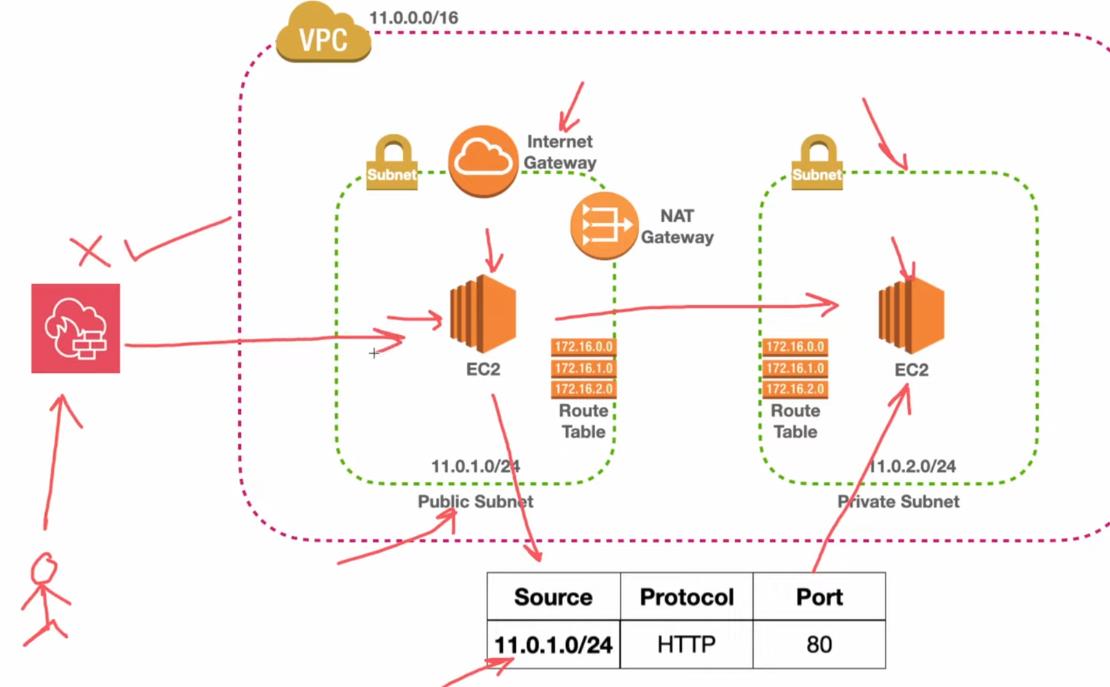 11.0.0.0/16
VPC
Internet
Gateway
Subnet
Subnet
NAT
Gateway
EC2
172.16.0.0
172.16.1.0
172.16.2.0
Route
Table
172.16.0.0
172.16.1.0
172.16.2.0
Route
Table
EC2
11.0.1.0/24
Public Subnet
11.0.2.0/24
Private Subnet
Source Protocol Port
11.0.1.0/24 HTTP 80